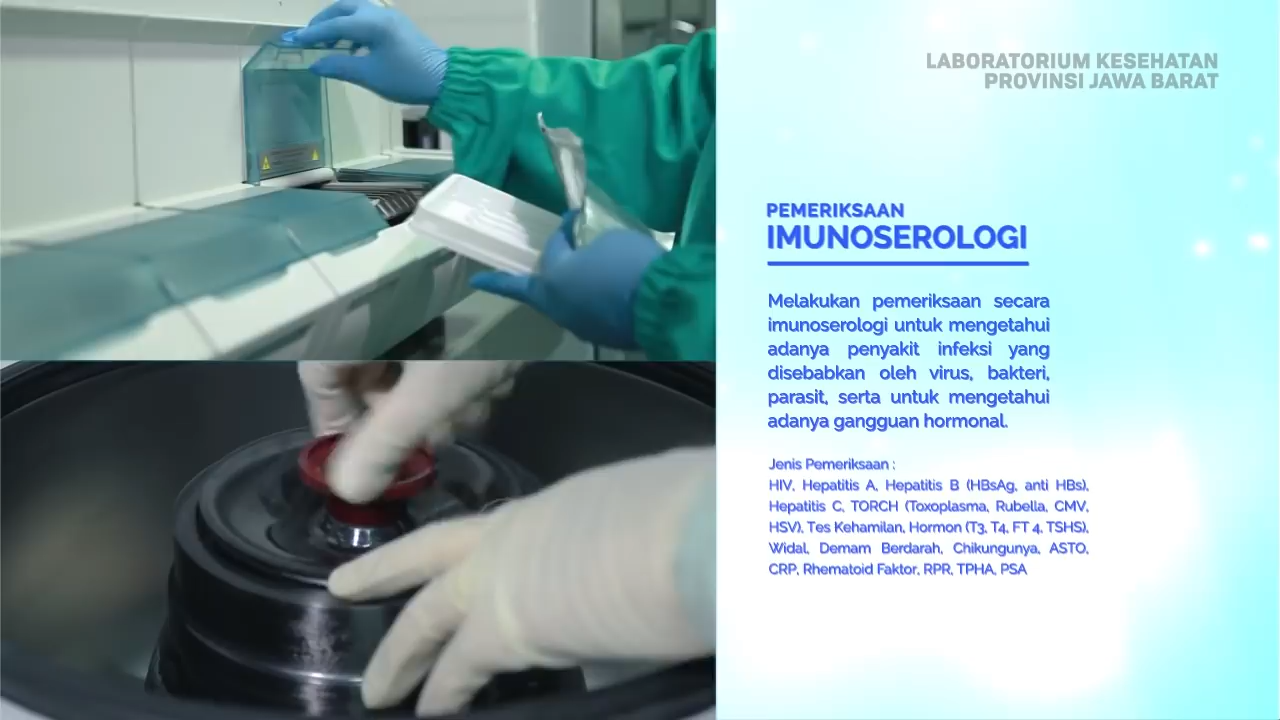 LABORATORIUM KESEHATAN
PROVINSI JAWA BARAT
PEMERIKSAAN
IMUNOSEROLOGI
Melakukan pemeriksaan secara
imunoserologi untuk mengetahui
adanya penyakit infeksi yang
disebabkan oleh virus, bakteri,
parasit, serta untuk mengetahui
adanya gangguan hormonal.
Jenis Pemeriksaan :
HIV, Hepatitis A, Hepatitis B (HBsAg, anti HBs),
Hepatitis C, TORCH (Toxoplasma, Rubella, CMV,
HSV), Tes Kehamilan, Hormon (T3, T4, FT 4, TSHS),
Widal, Demam Berdarah, Chikungunya, ASTO,
CRP, Rhematoid Faktor, RPR, TPHA, PSA